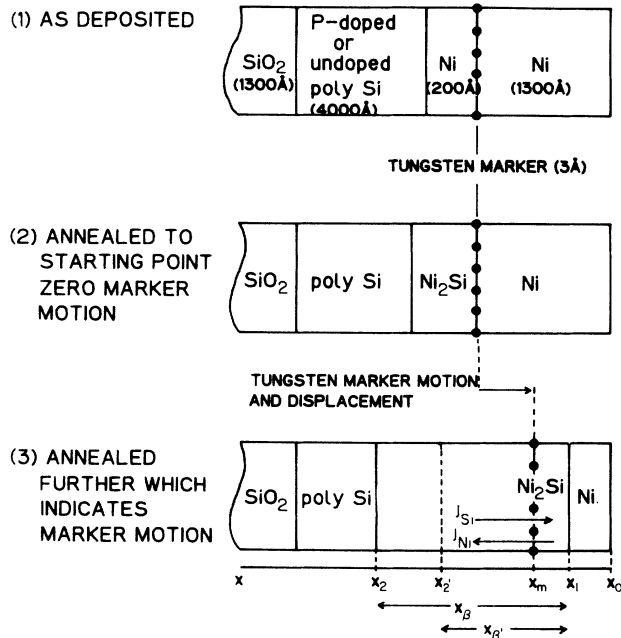 (1) AS DEPOSITED
SiO2
(1300Å)
P-doped
or
undoped
poly Si
(4000Å)
Ni
(200Å)
Ni
(1300Å)
TUNGSTEN MARKER (3Å)
(2) ANNEALED TO
STARTING POINT
ZERO MARKER
MOTION
SiO2
poly Si
Ni2Si
Ni
TUNGSTEN MARKER MOTION
AND DISPLACEMENT
(3) ANNEALED
FURTHER WHICH
INDICATES
MARKER MOTION
SiO2
poly Si
Ni2Si
Ni
JSi
JNi
x
x2
x2'
xm
x1
x0
xβ
xβ'